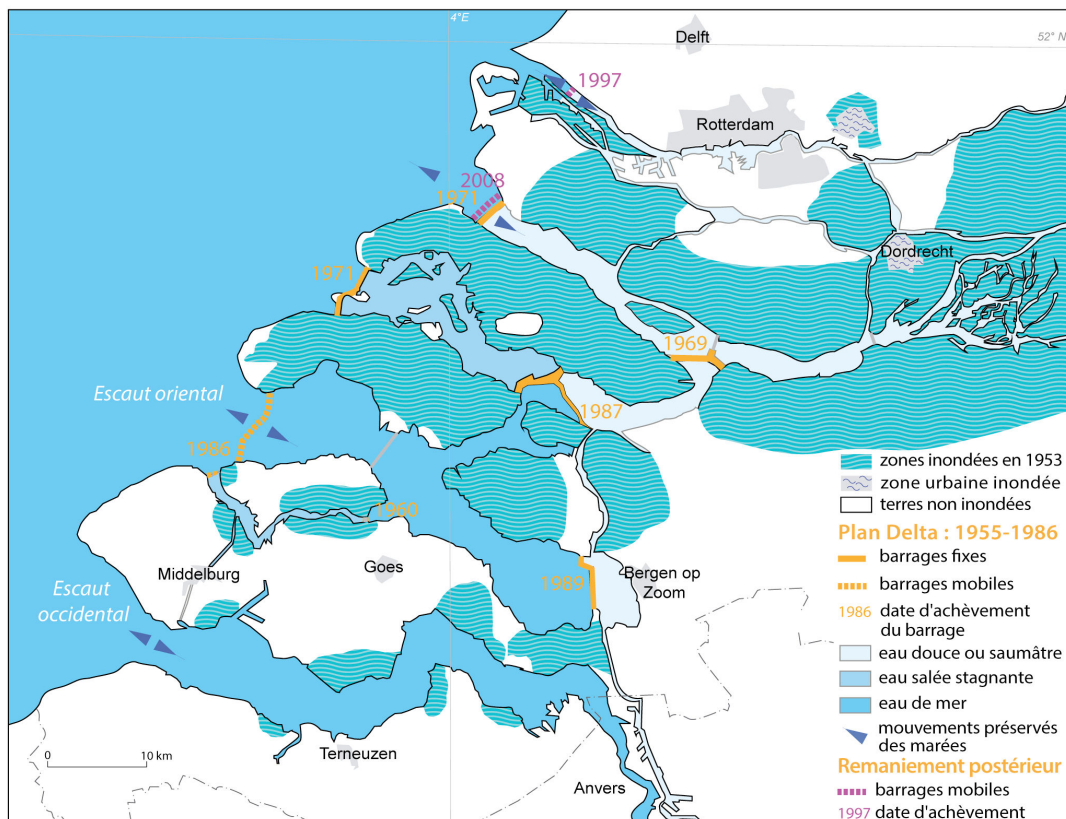 4°E
52° N
Delft
1997
Rotterdam
2008
1971
Dordrecht
1971
1969
Escaut oriental
1987
1986
1960
Middelburg
Goes
1989
Bergen op
Zoom
Escaut
occidental
0
10 km
Terneuzen
Anvers
zones inondées en 1953
zone urbaine inondée
terres non inondées
Plan Delta : 1955-1986
barrages fixes
barrages mobiles
1986 date d'achèvement
du barrage
eau douce ou saumâtre
eau salée stagnante
eau de mer
mouvements préservés
des marées
Remaniement postérieur
barrages mobiles
1997 date d'achèvement